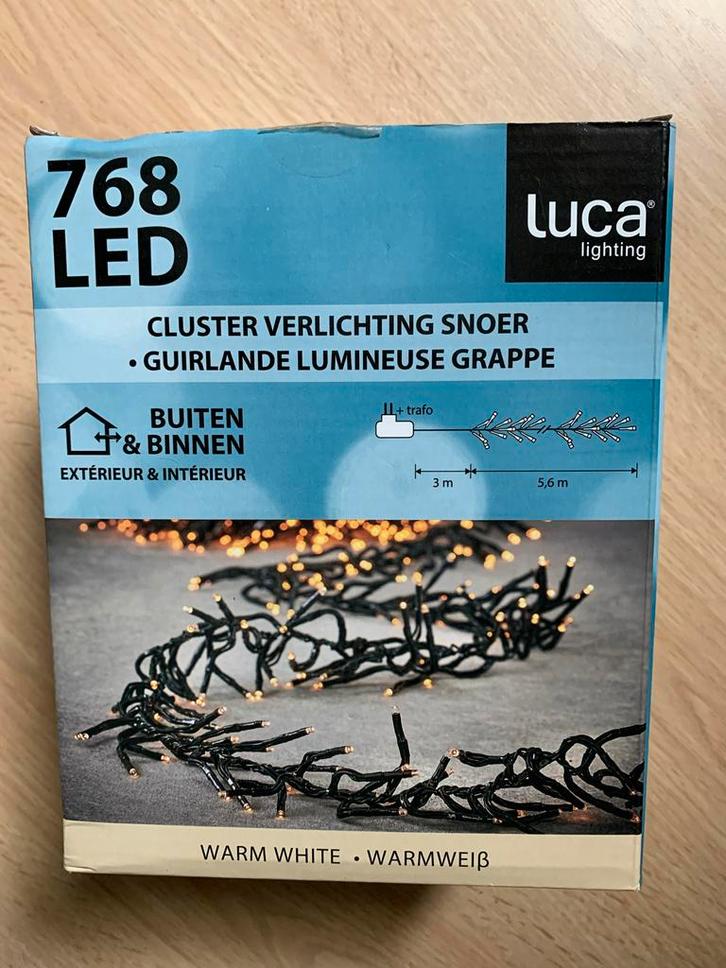 768
LED
luca®
lighting
CLUSTER VERLICHTING SNOER
• GUIRLANDE LUMINEUSE GRAPPE
BUITEN
& BINNEN
EXTÉRIEUR & INTÉRIEUR
+ trafo
3 m
5,6 m
WARM WHITE • WARMWEIβ